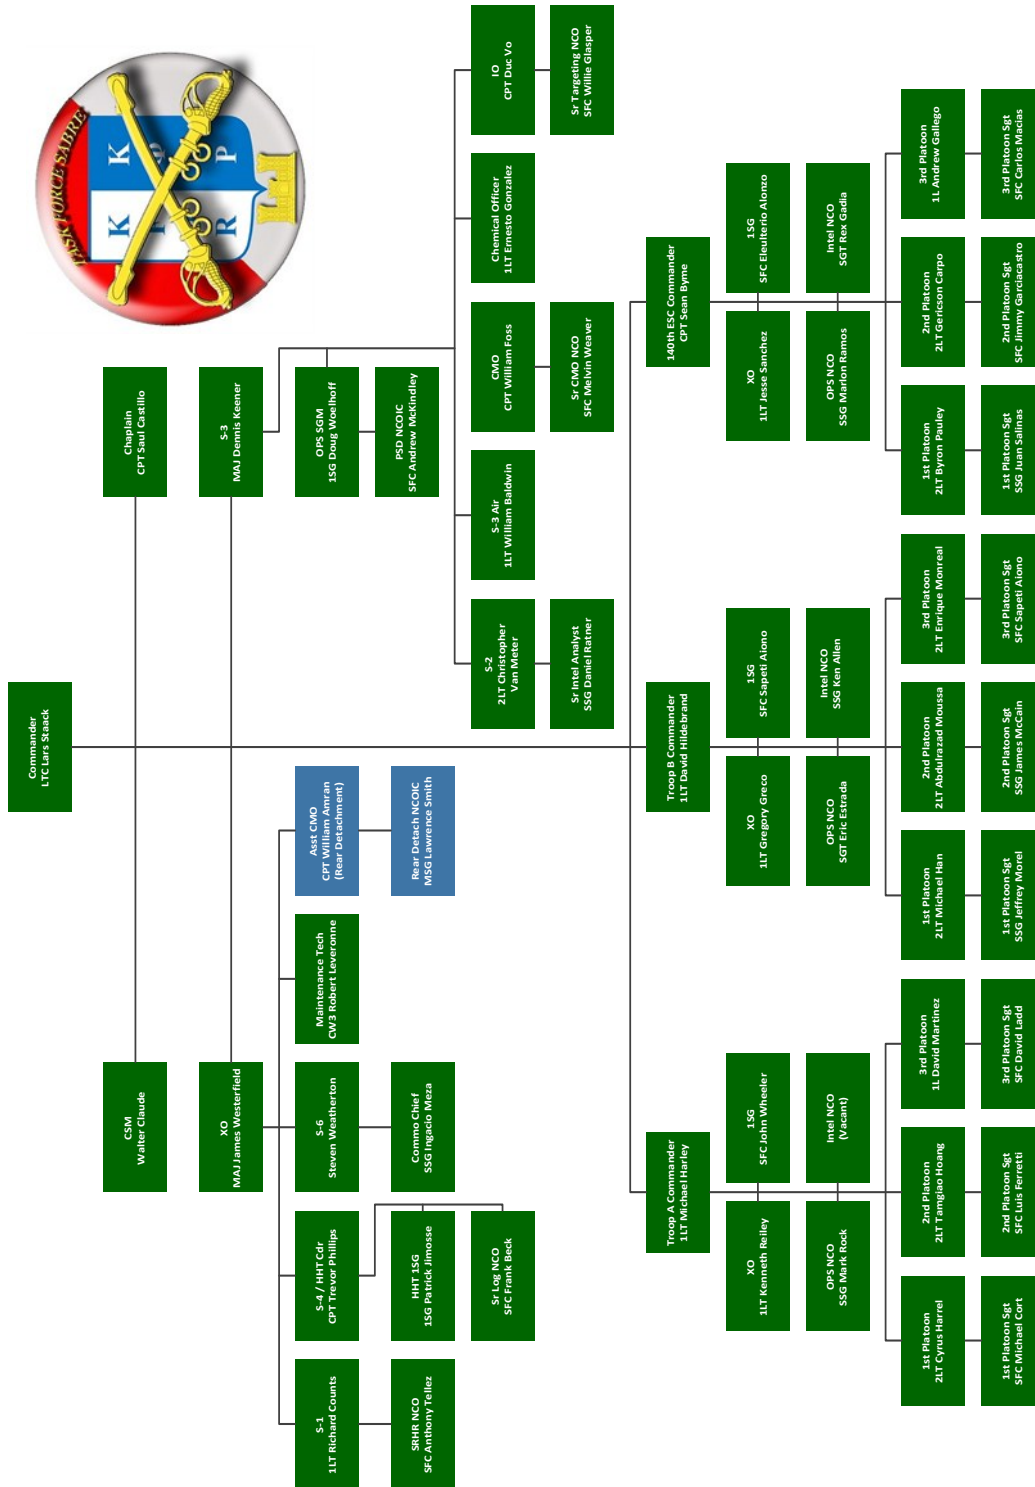 TASK FORCE SABRE
K K
F Φ
R P
Commander
LTC Lars Staack
CSM
Walter Claude
Chaplain
CPT Saul Castillo
XO
MAJ James Westerfield
S-3
MAJ Dennis Keener
S-1
1LT Richard Counts
S-4 / HHT Cdr
CPT Trevor Phillips
S-6
Steven Weatherton
Maintenance Tech
CW3 Robert Leveronne
Asst CMO
CPT William Amran
(Rear Detachment)
OPS SGM
1SG Doug Woelhoff
SRHR NCO
SFC Anthony Tellez
HHT 1SG
1SG Patrick Jimosse
Commo Chief
SSG Ingacio Meza
Rear Detach NCOIC
MSG Lawrence Smith
PSD NCOIC
SFC Andrew McKindley
Sr Log NCO
SFC Frank Beck
S-2
2LT Christopher
Van Meter
S-3 Air
1LT William Baldwin
CMO
CPT William Foss
Chemical Officer
1LT Ernesto Gonzalez
IO
CPT Duc Vo
Sr Intel Analyst
SSG Daniel Ratner
Sr CMO NCO
SFC Melvin Weaver
Sr Targeting NCO
SFC Willie Glasper
Troop A Commander
1LT Michael Harley
Troop B Commander
1LT David Hildebrand
140th ESC Commander
CPT Sean Byrne
XO
1LT Kenneth Reiley
1SG
SFC John Wheeler
XO
1LT Gregory Greco
1SG
SFC Sapeti Aiono
XO
1LT Jesse Sanchez
1SG
SFC Eleulterio Alonzo
OPS NCO
SSG Mark Rock
Intel NCO
(Vacant)
OPS NCO
SGT Eric Estrada
Intel NCO
SSG Ken Allen
OPS NCO
SSG Marlon Ramos
Intel NCO
SGT Rex Gadia
1st Platoon
2LT Cyrus Harrel
2nd Platoon
2LT Tamgiao Hoang
3rd Platoon
1L David Martinez
1st Platoon
2LT Michael Han
2nd Platoon
2LT Abdulrazad Moussa
3rd Platoon
2LT Enrique Monreal
1st Platoon
2LT Byron Pauley
2nd Platoon
2LT Gericson Carpo
3rd Platoon
1L Andrew Gallego
1st Platoon Sgt
SFC Michael Cort
2nd Platoon Sgt
SFC Luis Ferretti
3rd Platoon Sgt
SFC David Ladd
1st Platoon Sgt
SSG Jeffrey Morel
2nd Platoon Sgt
SSG James McCain
3rd Platoon Sgt
SFC Sapeti Aiono
1st Platoon Sgt
SSG Juan Salinas
2nd Platoon Sgt
SFC Jimmy Garciacastro
3rd Platoon Sgt
SFC Carlos Macias